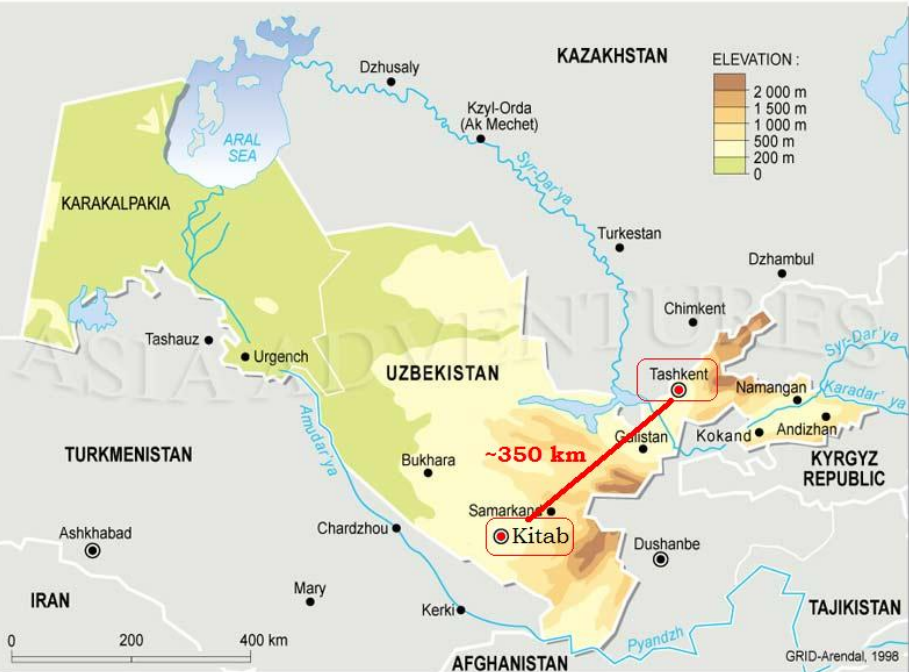 KAZAKHSTAN
ELEVATION :
2 000 m
1 500 m
1 000 m
500 m
200 m
0
Dzhusaly
Kzyl-Orda
(Ak Mechet)
ARAL
SEA
Syr-Dar'ya
KARAKALPAKIA
Turkestan
Dzhambul
Chimkent
ASIA ADVENTURES
Tashauz
Urgench
Syr-Dar'ya
UZBEKISTAN
Tashkent
Namangan
Karadar' ya
Amudar'ya
Gulistan
Kokand
Andizhan
TURKMENISTAN
Bukhara
~350 km
KYRGYZ
REPUBLIC
Samarkand
Chardzhou
Kitab
Ashkhabad
Dushanbe
IRAN
Mary
Kerki
Pyandzh
TAJIKISTAN
0
200
400 km
AFGHANISTAN
GRID-Arendal, 1998